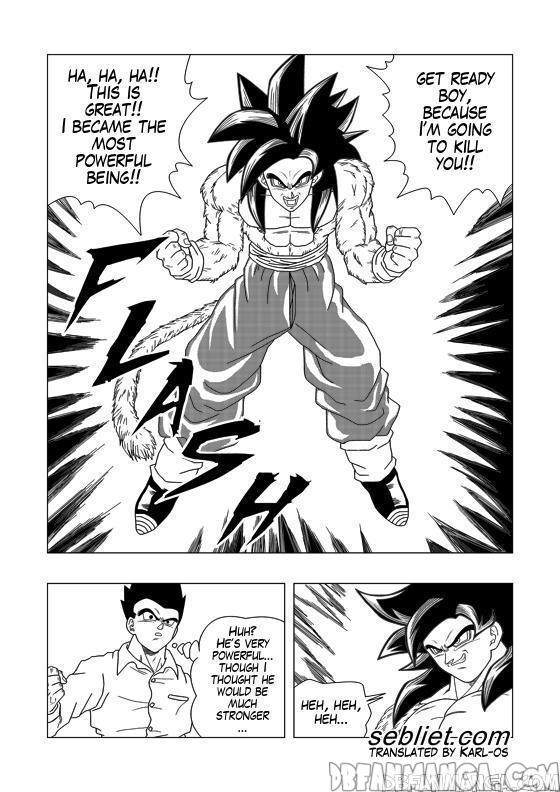 HA, HA, HA!!
THIS IS
GREAT!!
I BECAME THE
MOST
POWERFUL
BEING!!
GET READY
BOY,
BECAUSE
I'M GOING
TO KILL
YOU!!
FLASH
HUH?
HE'S VERY
POWERFUL...
THOUGH I
THOUGHT HE
WOULD BE
MUCH
STRONGER
...
HEH, HEH,
HEH...
sebliet.com
TRANSLATED BY KARL-OS
DBFANMANGA.COM